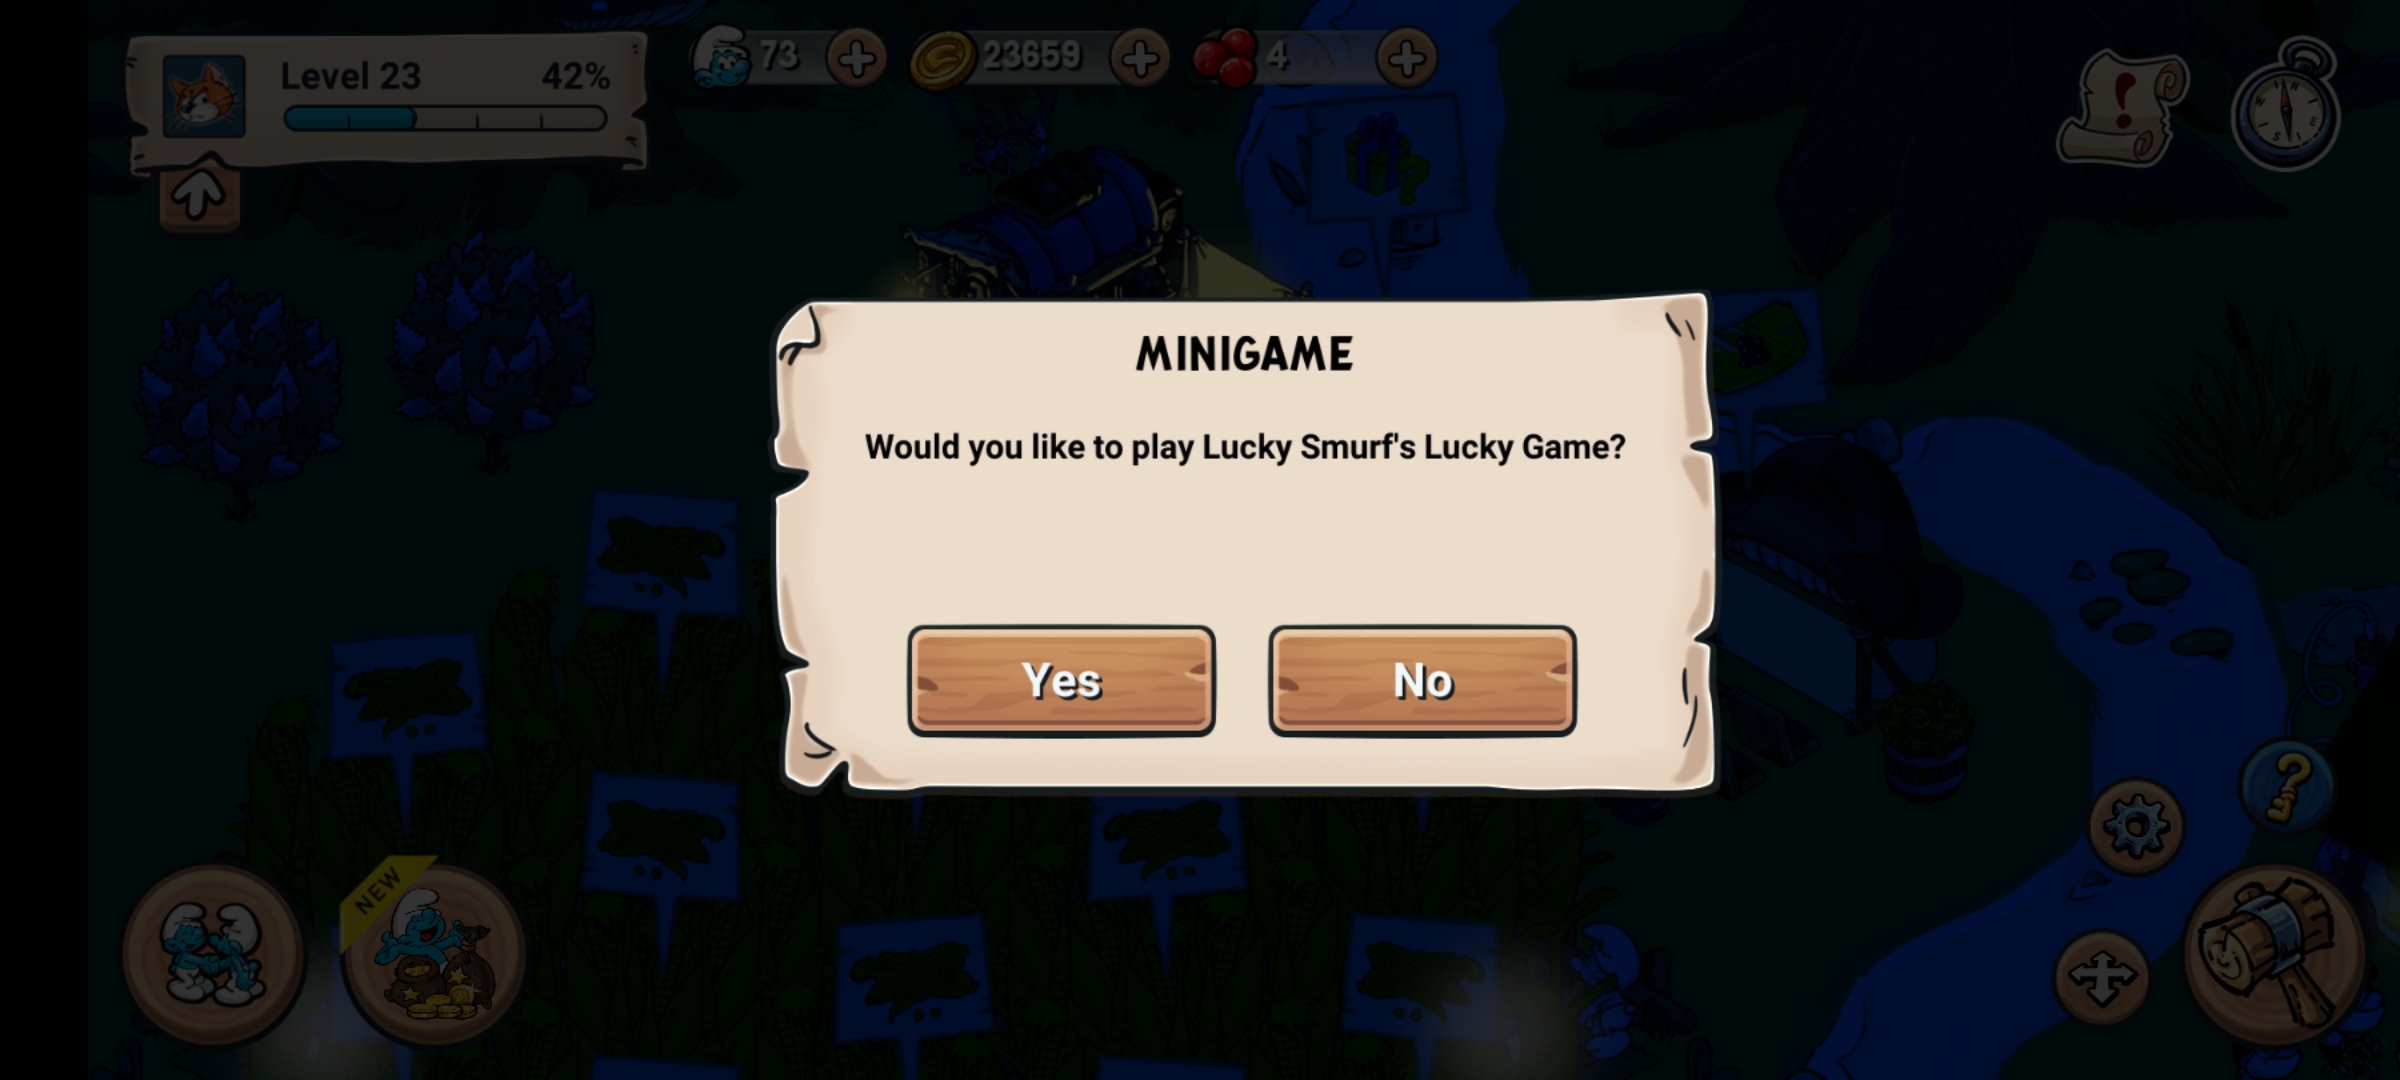 Level 23
42%
73
23659
4
MINIGAME
Would you like to play Lucky Smurf's Lucky Game?
Yes
No
NEW